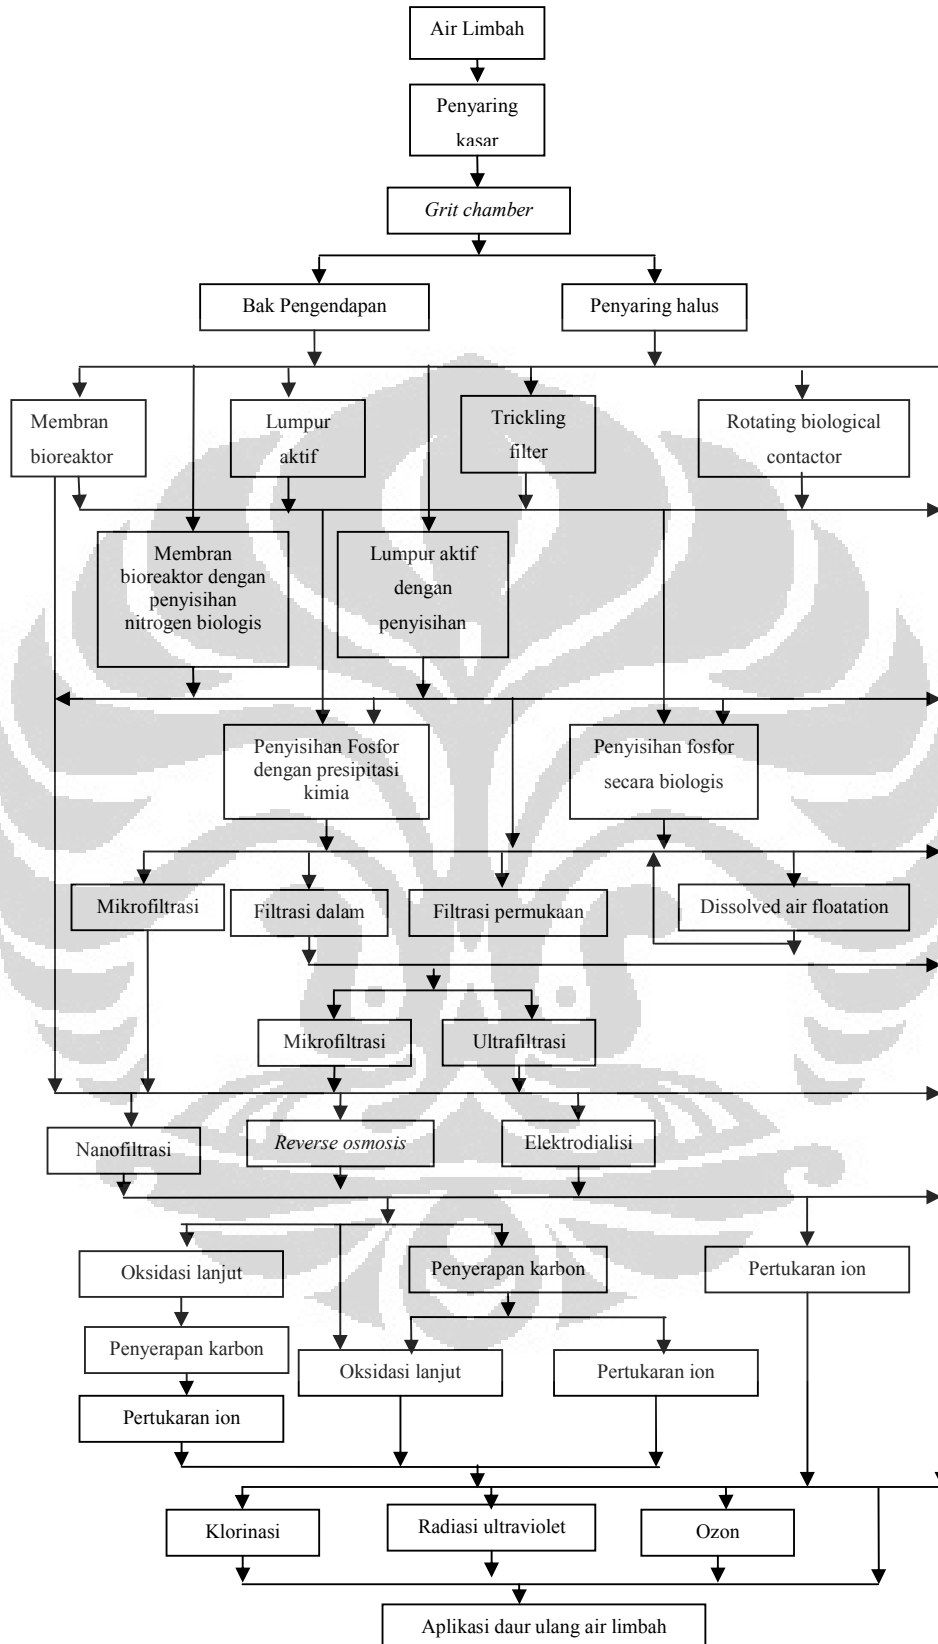 Air Limbah
Penyaring
kasar
Grit chamber
Bak Pengendapan
Penyaring halus
Membran
bioreaktor
Lumpur
aktif
Trickling
filter
Rotating biological
contactor
Membran
bioreaktor dengan
penyisihan
nitrogen biologis
Lumpur aktif
dengan
penyisihan
Penyisihan Fosfor
dengan presipitasi
kimia
Penyisihan fosfor
secara biologis
Mikrofiltrasi
Filtrasi dalam
Filtrasi permukaan
Dissolved air floatation
Mikrofiltrasi
Ultrafiltrasi
Nanofiltrasi
Reverse osmosis
Elektrodialisi
Oksidasi lanjut
Penyerapan karbon
Pertukaran ion
Penyerapan karbon
Oksidasi lanjut
Pertukaran ion
Pertukaran ion
Klorinasi
Radiasi ultraviolet
Ozon
Aplikasi daur ulang air limbah